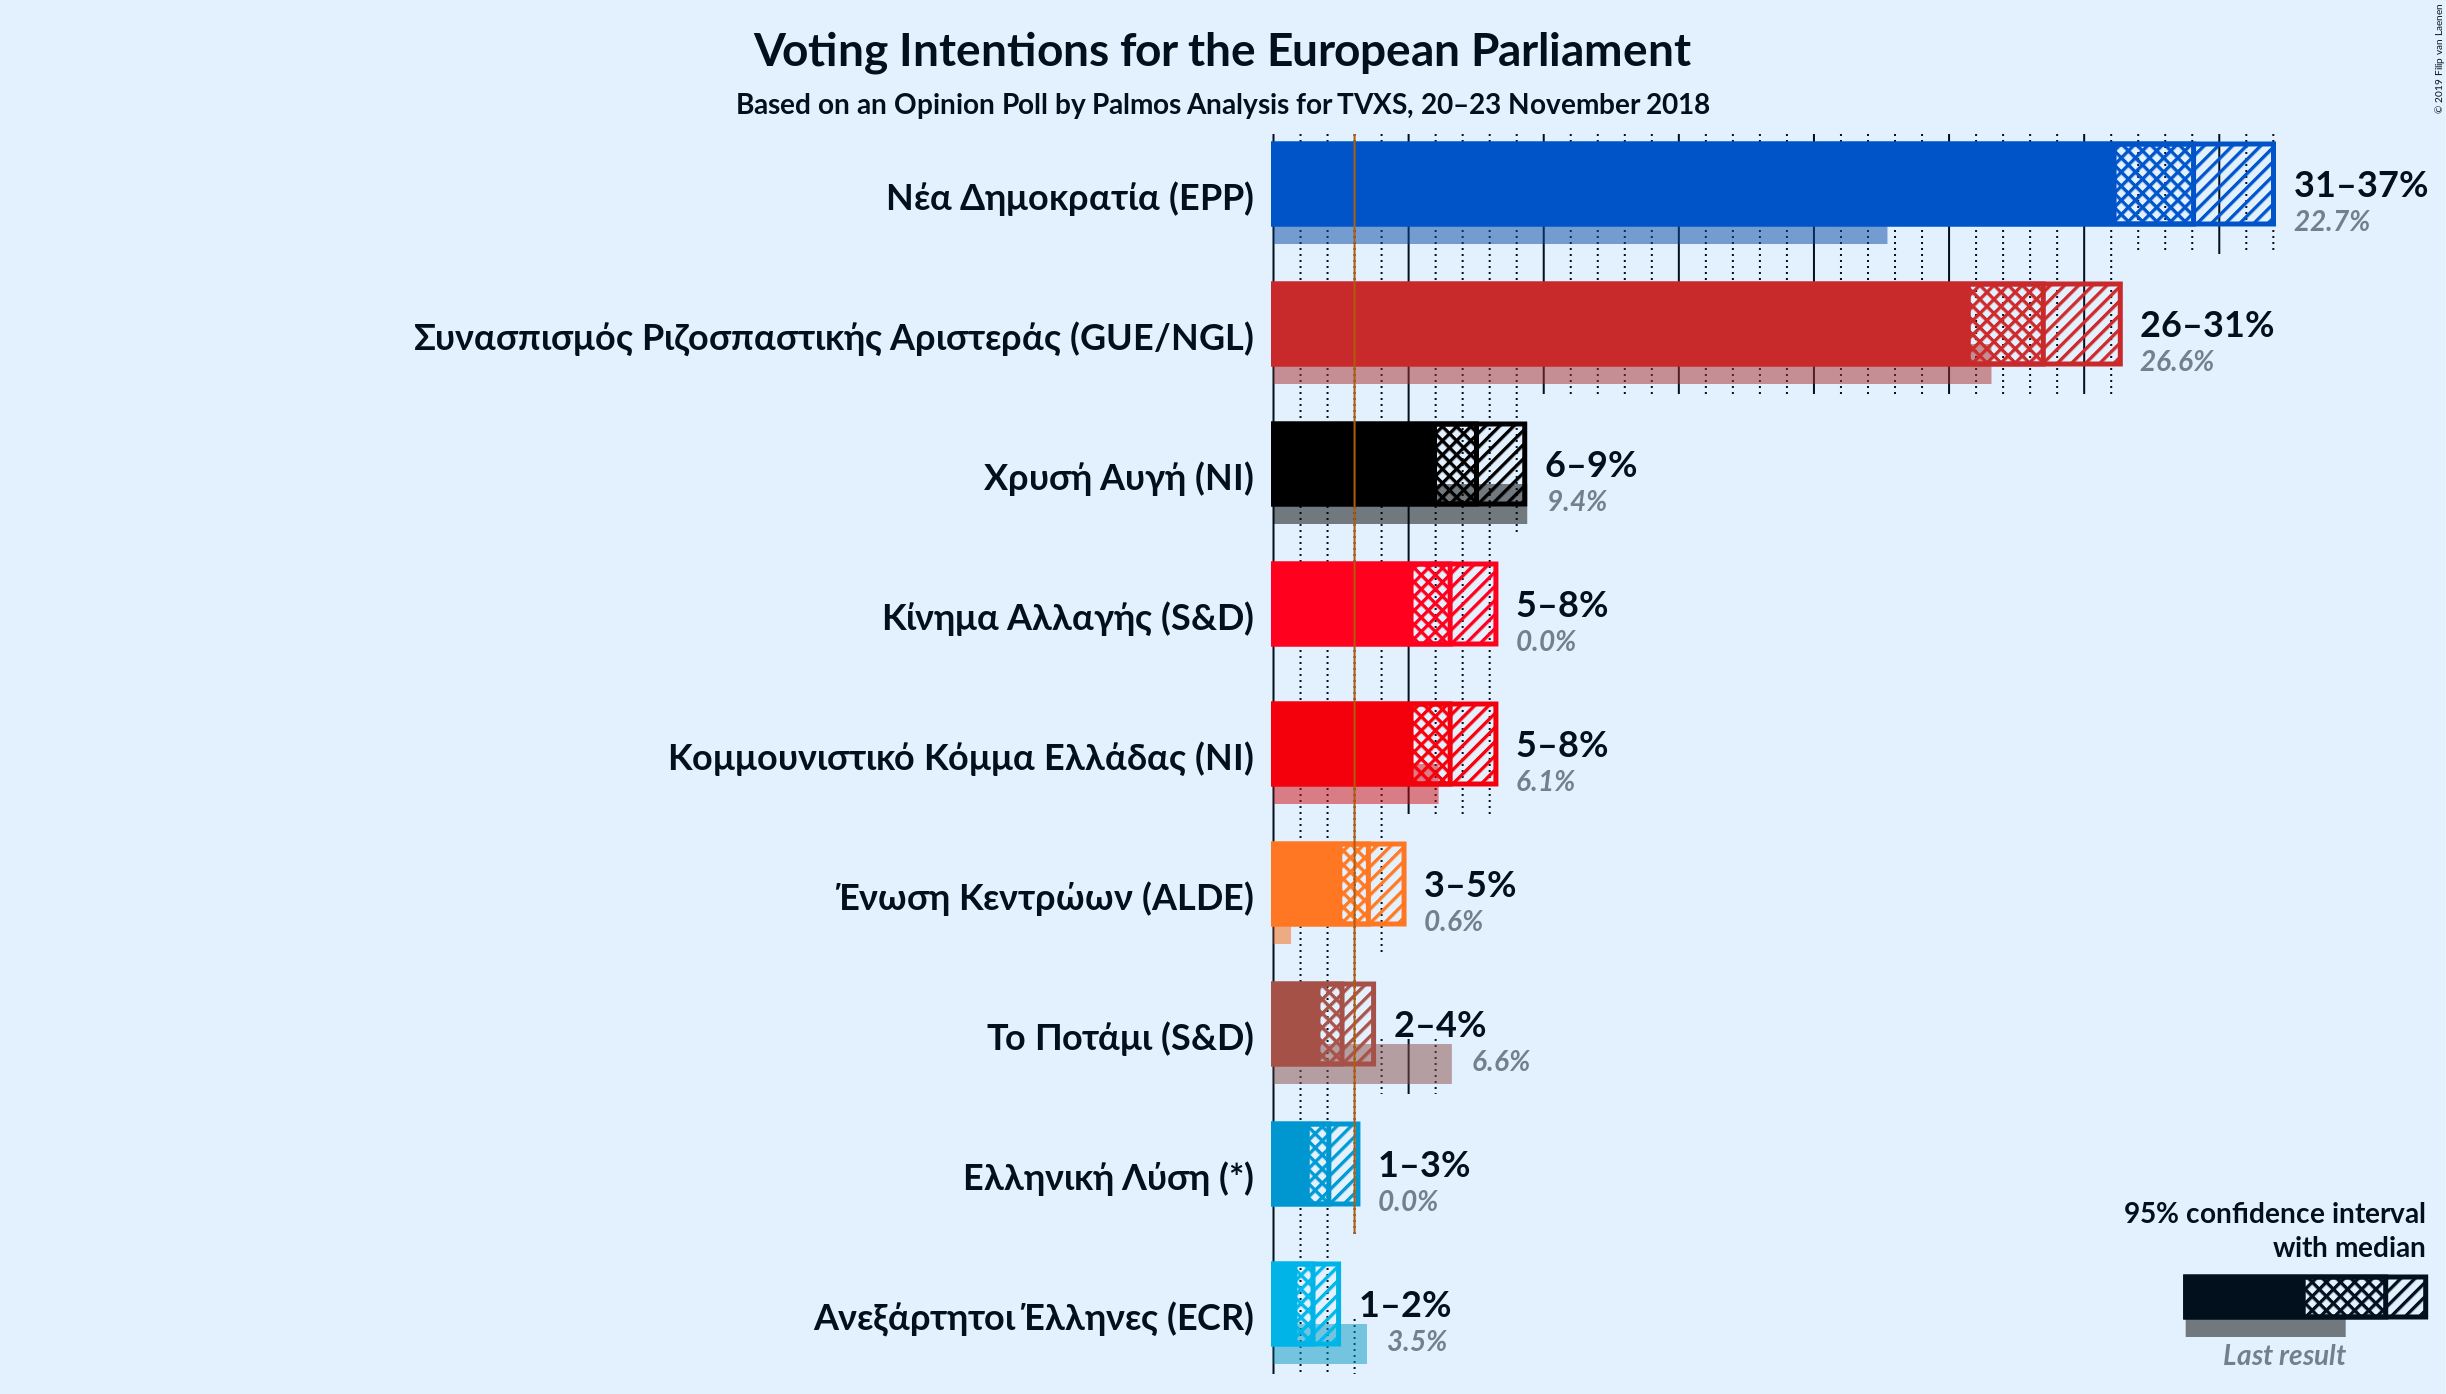 Voting Intentions for the European Parliament
Based on an Opinion Poll by Palmos Analysis for TVXS, 20–23 November 2018
© 2019 Filip van Laenen
Νέα Δημοκρατία (EPP)
31–37%
22.7%
Συνασπισμός Ριζοσπαστικής Αριστεράς (GUE/NGL)
26–31%
26.6%
Χρυσή Αυγή (NI)
6–9%
9.4%
Κίνημα Αλλαγής (S&D)
5–8%
0.0%
Κομμουνιστικό Κόμμα Ελλάδας (NI)
5–8%
6.1%
Ένωση Κεντρώων (ALDE)
3–5%
0.6%
Το Ποτάμι (S&D)
2–4%
6.6%
Ελληνική Λύση (*)
1–3%
0.0%
Ανεξάρτητοι Έλληνες (ECR)
1–2%
3.5%
95% confidence interval
with median
Last result